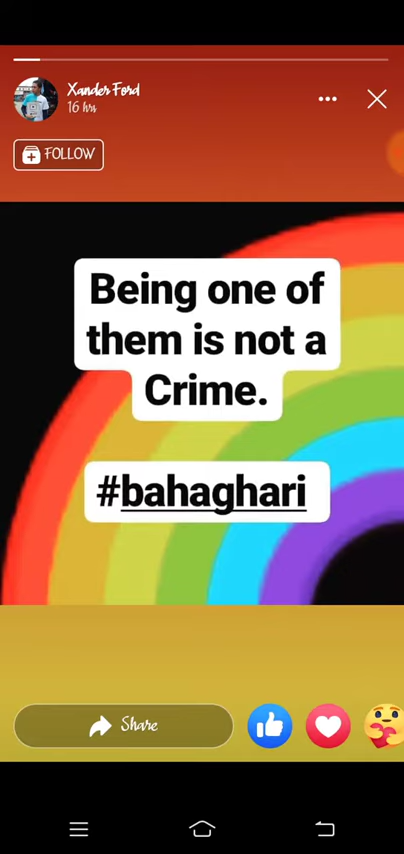 Xander Ford
16 hrs
FOLLOW
Being one of
them is not a
Crime.
#bahaghari
Share